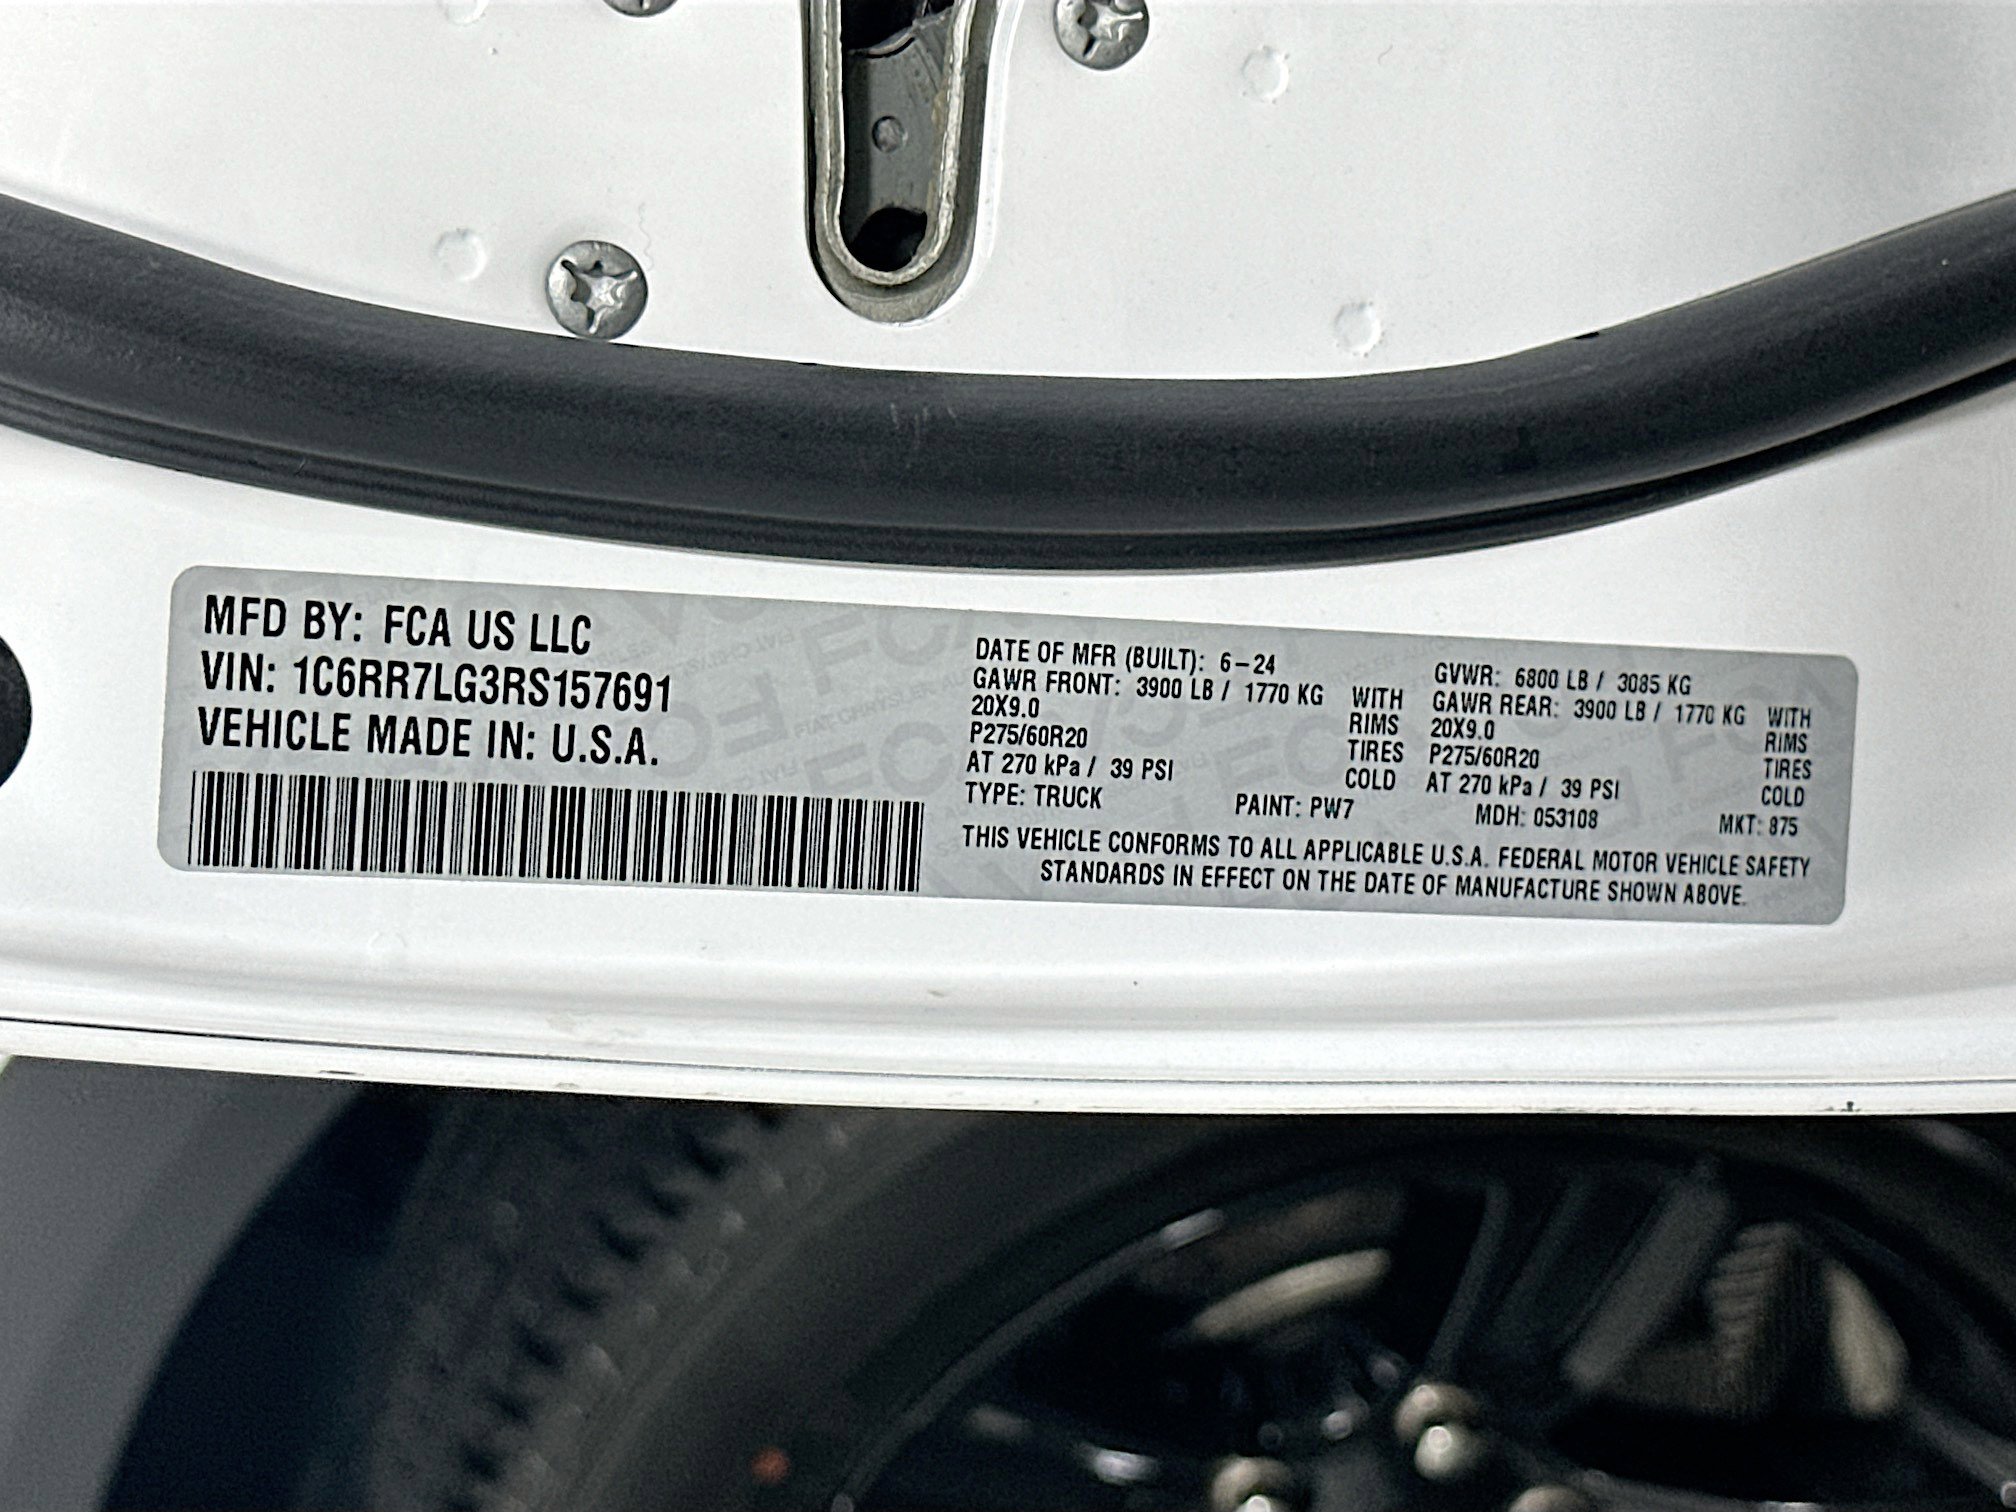 MFD BY: FCA US LLC
VIN: 1C6RR7LG3RS157691
VEHICLE MADE IN: U.S.A.
DATE OF MFR (BUILT): 6-24
GAWR FRONT: 3900 LB / 1770 KG WITH
20X9.0 RIMS
P275/60R20 TIRES
AT 270 kPa / 39 PSI COLD
GVWR: 6800 LB / 3085 KG
GAWR REAR: 3900 LB / 1770 KG WITH
20X9.0 RIMS
P275/60R20 TIRES
AT 270 kPa / 39 PSI COLD
TYPE: TRUCK PAINT: PW7 MDH: 053108 MKT: 875
THIS VEHICLE CONFORMS TO ALL APPLICABLE U.S.A. FEDERAL MOTOR VEHICLE SAFETY
STANDARDS IN EFFECT ON THE DATE OF MANUFACTURE SHOWN ABOVE.